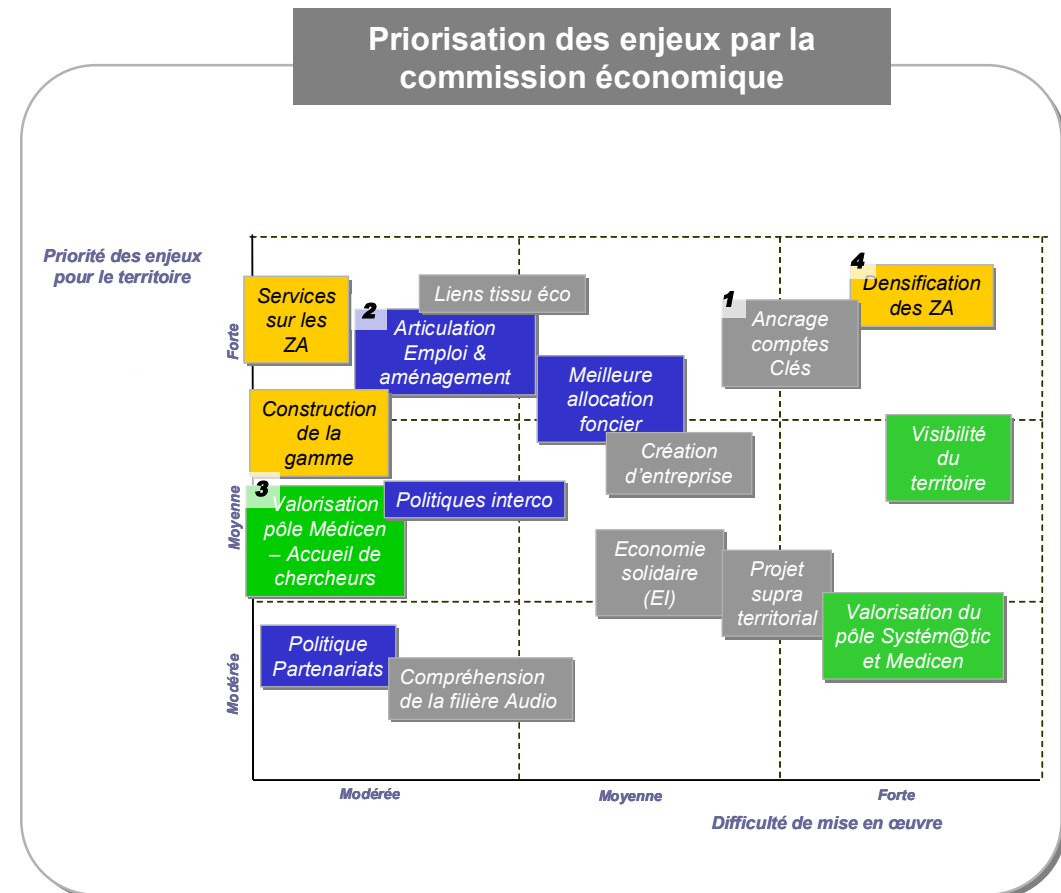 Priorisation des enjeux par la
commission économique
Priorité des enjeux
pour le territoire
Forte
Moyenne
Modérée
Services
sur les
ZA
2
Articulation
Emploi &
aménagement
Liens tissu éco
Meilleure
allocation
foncier
1
Ancrage
comptes
Clés
4
Densification
des ZA
Construction
de la
gamme
Création
d'entreprise
Visibilité
du
territoire
3
Valorisation
pôle Médicen
– Accueil de
chercheurs
Politiques interco
Economie
solidaire
(EI)
Projet
supra
territorial
Valorisation du
pôle Systém@tic
et Medicen
Politique
Partenariats
Compréhension
de la filière Audio
Modérée
Moyenne
Forte
Difficulté de mise en œuvre